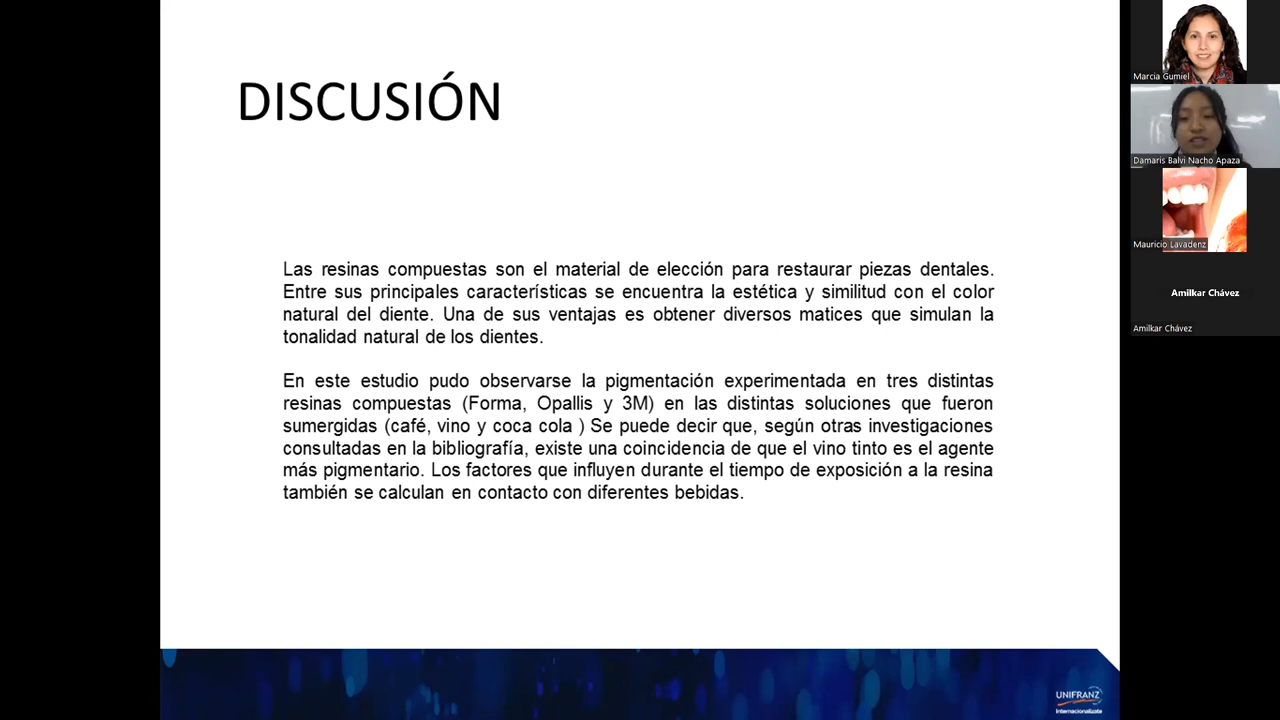 DISCUSIÓN
Las resinas compuestas son el material de elección para restaurar piezas dentales.
Entre sus principales características se encuentra la estética y similitud con el color
natural del diente. Una de sus ventajas es obtener diversos matices que simulan la
tonalidad natural de los dientes.
En este estudio pudo observarse la pigmentación experimentada en tres distintas
resinas compuestas (Forma, Opallis y 3M) en las distintas soluciones que fueron
sumergidas (café, vino y coca cola ) Se puede decir que, según otras investigaciones
consultadas en la bibliografía, existe una coincidencia de que el vino tinto es el agente
más pigmentario. Los factores que influyen durante el tiempo de exposición a la resina
también se calculan en contacto con diferentes bebidas.
UNIFRANZ
Internacionalízate
Marcia Gumiel
Damaris Balvi Nacho Apaza
Mauricio Lavadenz
Amilkar Chávez
Amilkar Chávez